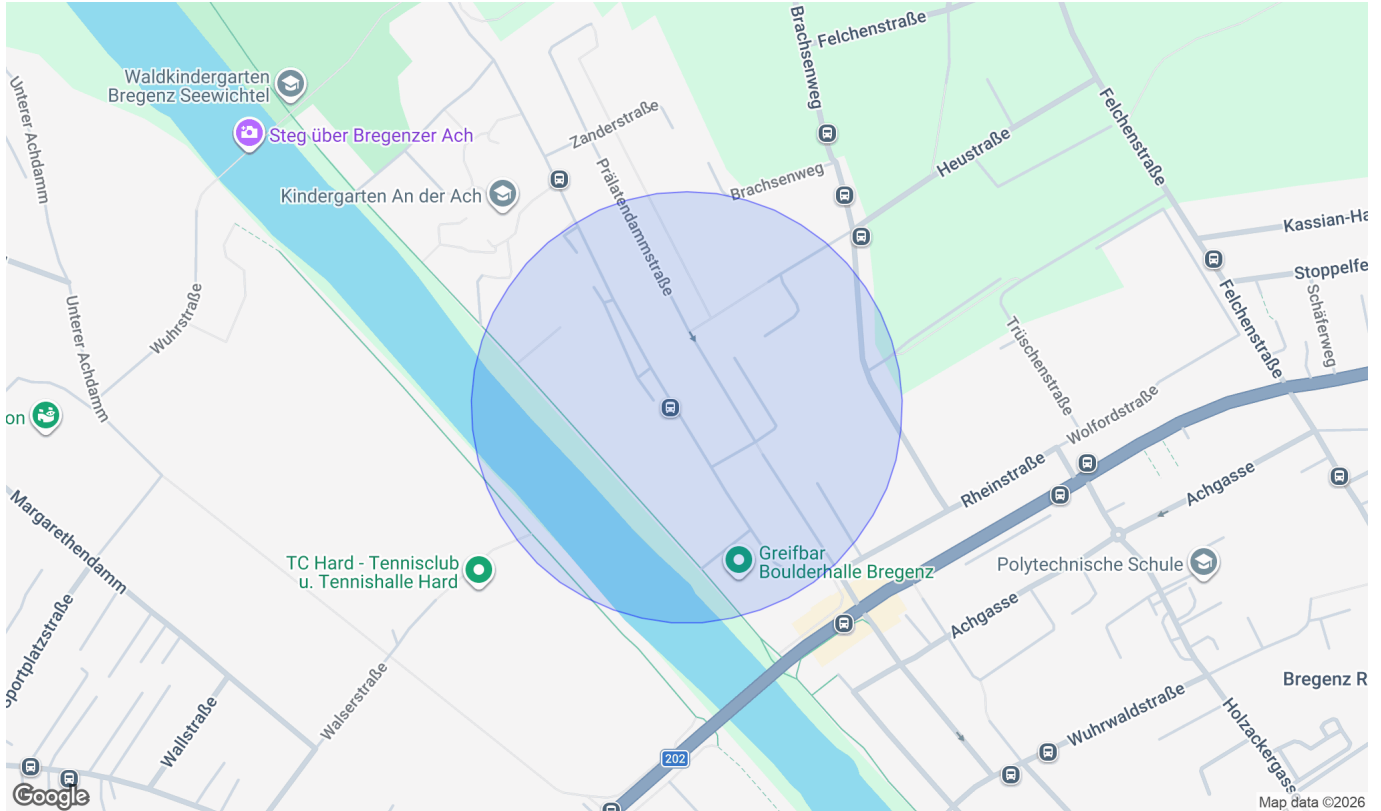 Felchenstraße
Brachsenweg
Waldkindergarten
Bregenz Seewichtel
Unterer Achdamm
Steg über Bregenzer Ach
Zanderstraße
Felchenstraße
Heustraße
Prälatendammstraße
Brachsenweg
Kindergarten An der Ach
Kassian-Ha
Stoppelfe
Schäferweg
Felchenstraße
Unterer Achdamm
Wuhrstraße
Trüschenstraße
Wolfordstraße
on
Rheinstraße
Achgasse
Margarethendamm
TC Hard - Tennisclub
u. Tennishalle Hard
Greifbar
Boulderhalle Bregenz
Polytechnische Schule
Achgasse
Sportplatzstraße
Walserstraße
Wallstraße
Bregenz R
Wuhrwaldstraße
Holzackergass
202
Google
Map data ©2026